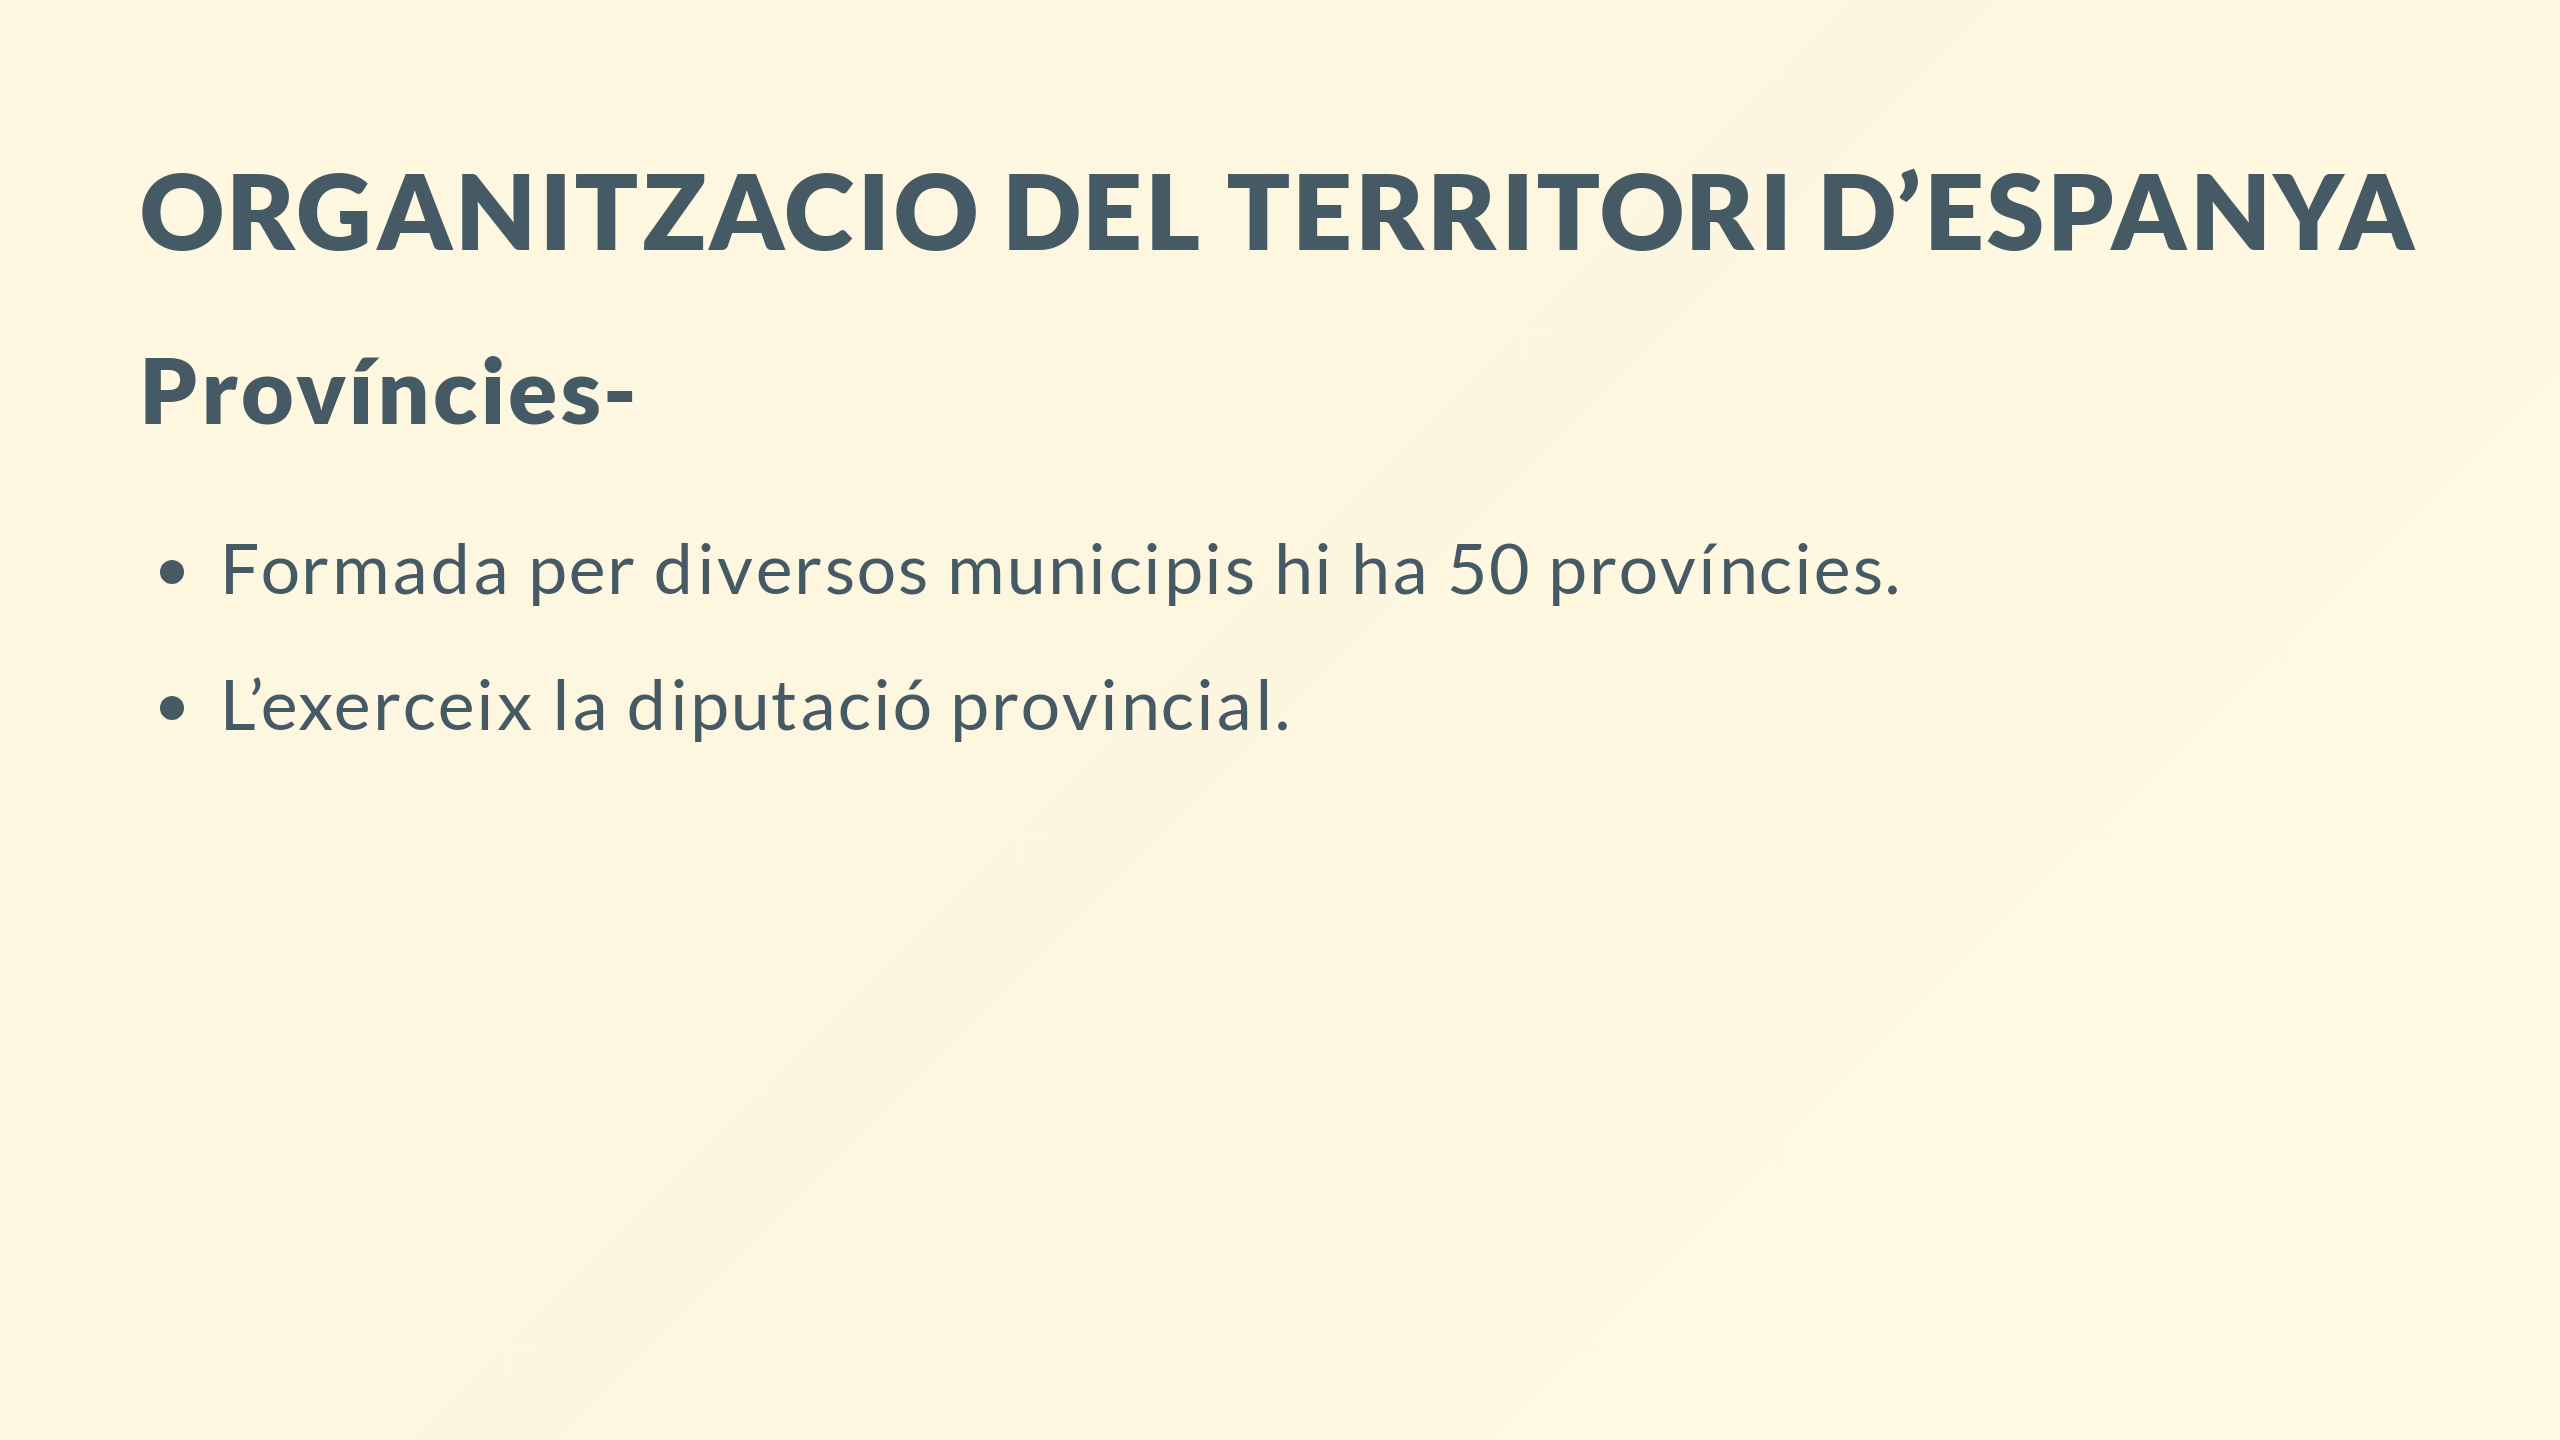 ORGANITZACIO DEL TERRITORI D’ESPANYA
Províncies-
• Formada per diversos municipis hi ha 50 províncies.
• L’exerceix la diputació provincial.